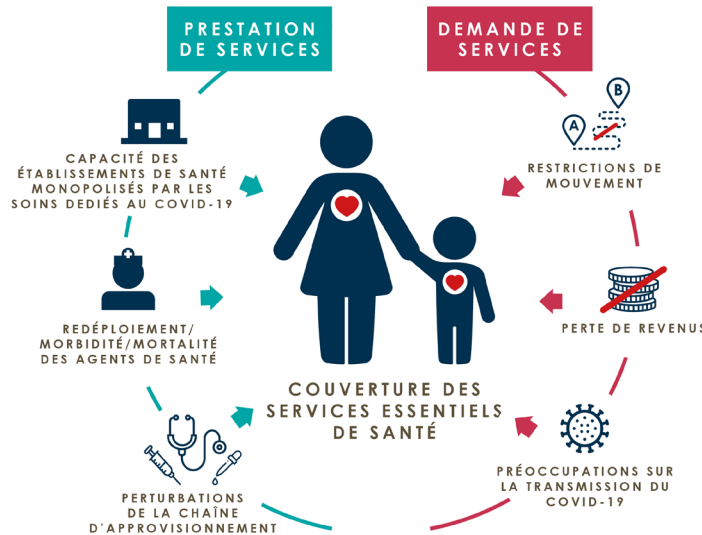 PRESTATION
DE SERVICES
DEMANDE DE
SERVICES
CAPACITÉ DES
ÉTABLISSEMENTS DE SANTÉ
MONOPOLISÉS PAR LES
SOINS DEDIÉS AU COVID-19
REDÉPLOIEMENT/
MORBIDITÉ/MORTALITÉ
DES AGENTS DE SANTÉ
PERTURBATIONS
DE LA CHAÎNE
D'APPROVISIONNEMENT
COUVERTURE DES
SERVICES ESSENTIELS
DE SANTÉ
A
B
RESTRICTIONS DE
MOUVEMENT
PERTE DE REVENUS
PRÉOCCUPATIONS SUR
LA TRANSMISSION DU
COVID-19